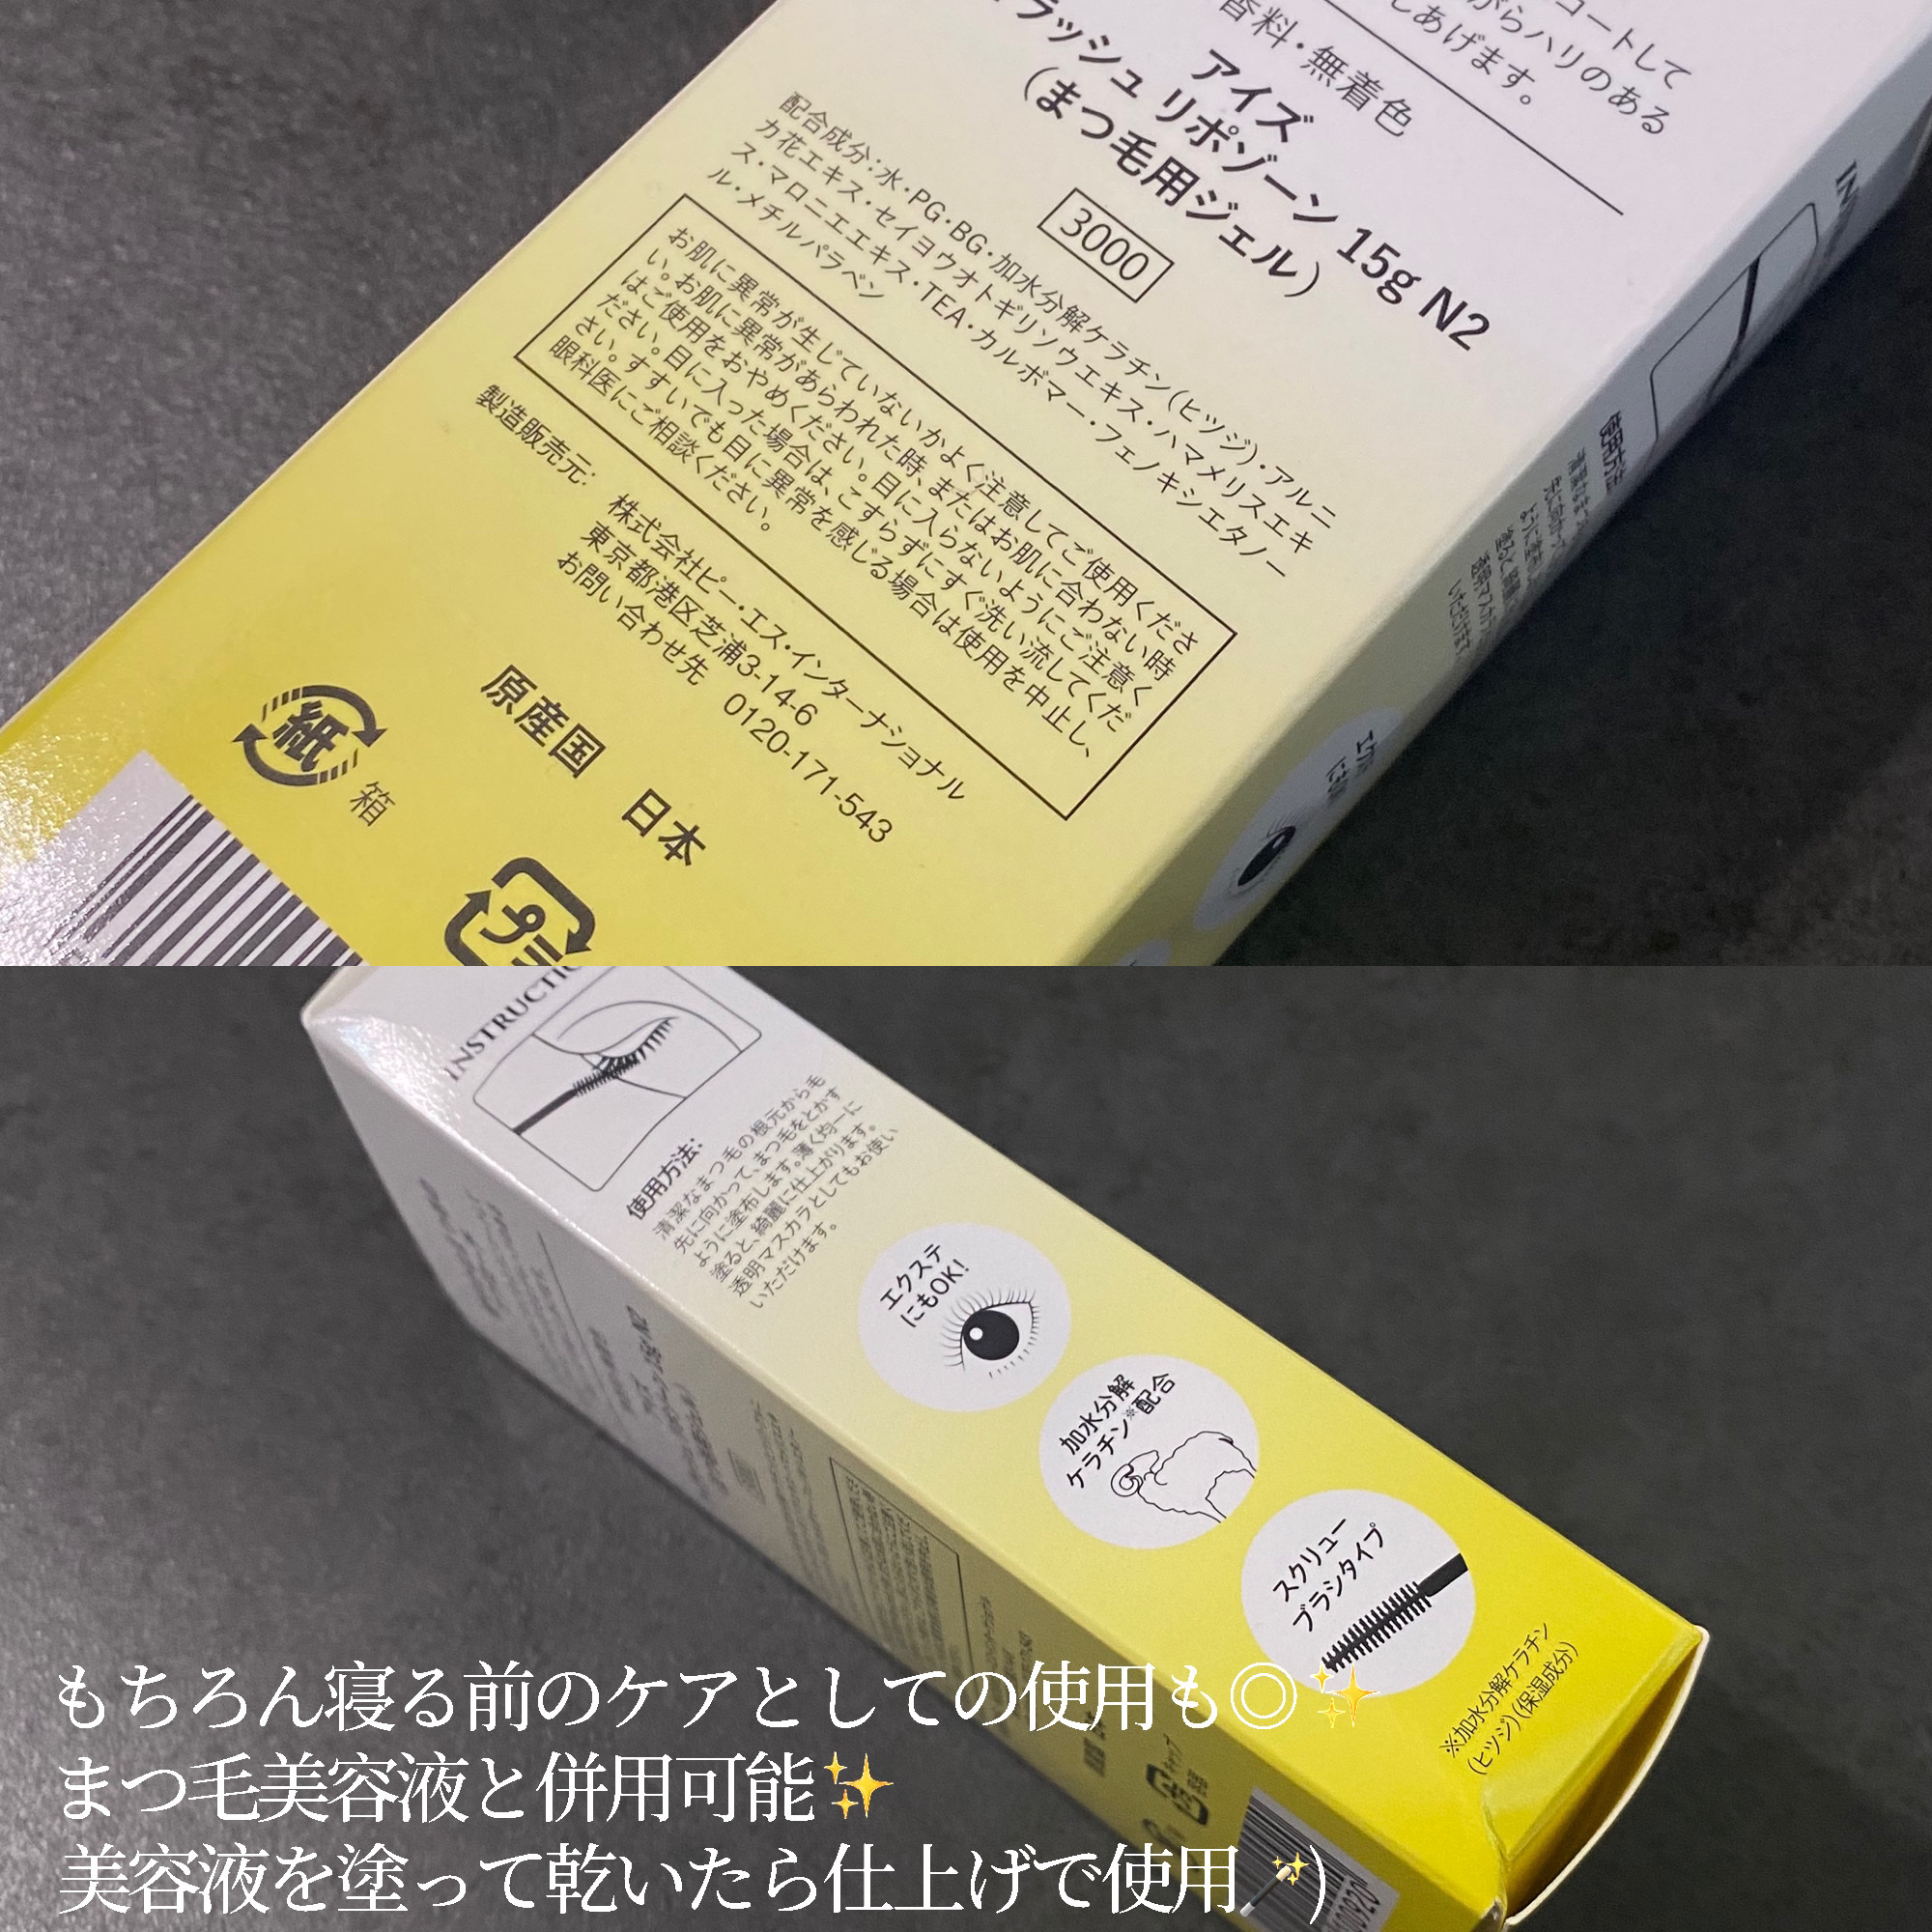 コートして
がらハリのある
しあげます。
香料・無着色
アイズ
ラッシュ リポゾーン 15g N2
(まつ毛用ジェル)
3000
配合成分:水・PG・BG・加水分解ケラチン(ヒツジ)・アルニ
カ花エキス・セイヨウオトギリソウエキス・ハマメリスエキ
ス・マロニエエキス・TEA・カルボマー・フェノキシエタノー
ル・メチルパラベン
お肌に異常が生じていないかよく注意してご使用くださ
い。お肌に異常があらわれた時、またはお肌に合わない時
はご使用をおやめください。目に入らないようにご注意く
ださい。目に入った場合は、こすらずにすぐ洗い流してくだ
さい。すすいでも目に異常を感じる場合は使用を中止し、
眼科医にご相談ください。
製造販売元:
株式会社ピー・エス・インターナショナル
東京都港区芝浦3-14-6
お問い合わせ先 0120-171-543
原産国 日本
紙
箱
プラ
使用方法
INSTRUCTIO
使用方法:
清潔なまつ毛の根元から毛
先に向かって、まつ毛をとかす
ように塗布します。薄く均一に
塗ると、綺麗に仕上がります。
透明マスカラとしてもお使い
いただけます。
エクステ
にもOK!
加水分解
ケラチン※配合
スクリュー
ブラシタイプ
※加水分解ケラチン
(ヒツジ)(保湿成分)
もちろん寝る前のケアとしての使用も◎✨
まつ毛美容液と併用可能✨
美容液を塗って乾いたら仕上げで使用🪄︎︎)